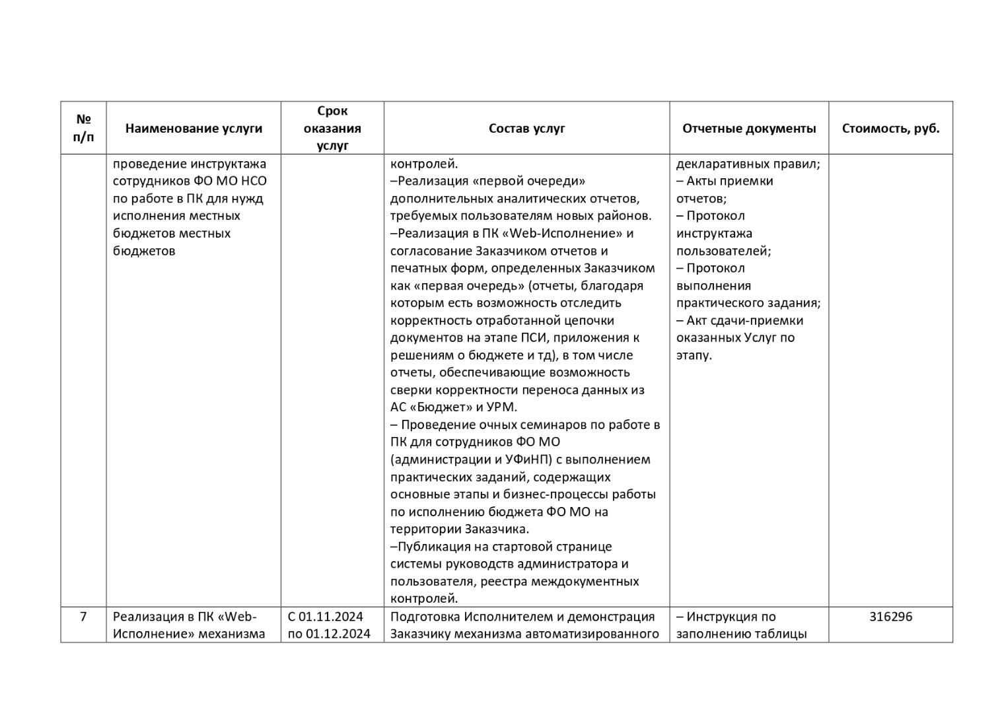 №
п/п
Наименование услуги
Срок
оказания
услуг
Состав услуг
Отчетные документы
Стоимость, руб.
проведение инструктажа
сотрудников ФО МО НСО
по работе в ПК для нужд
исполнения местных
бюджетов местных
бюджетов
контролей.
–Реализация «первой очереди»
дополнительных аналитических отчетов,
требуемых пользователям новых районов.
–Реализация в ПК «Web-Исполнение» и
согласование Заказчиком отчетов и
печатных форм, определенных Заказчиком
как «первая очередь» (отчеты, благодаря
которым есть возможность отследить
корректность отработанной цепочки
документов на этапе ПСИ, приложения к
решениям о бюджете и тд), в том числе
отчеты, обеспечивающие возможность
сверки корректности переноса данных из
АС «Бюджет» и УРМ.
– Проведение очных семинаров по работе в
ПК для сотрудников ФО МО
(администрации и УФиНП) с выполнением
практических заданий, содержащих
основные этапы и бизнес-процессы работы
по исполнению бюджета ФО МО на
территории Заказчика.
–Публикация на стартовой странице
системы руководств администратора и
пользователя, реестра междокументных
контролей.
декларативных правил;
– Акты приемки
отчетов;
– Протокол
инструктажа
пользователей;
– Протокол
выполнения
практического задания;
– Акт сдачи-приемки
оказанных Услуг по
этапу.
7
Реализация в ПК «Web-
Исполнение» механизма
С 01.11.2024
по 01.12.2024
Подготовка Исполнителем и демонстрация
Заказчику механизма автоматизированного
– Инструкция по
заполнению таблицы
316296